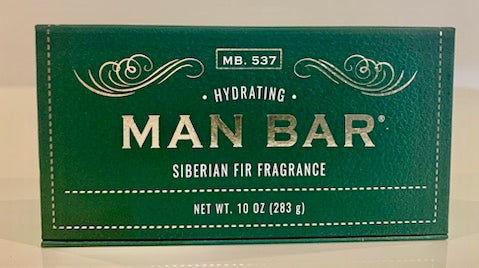 MB. 537
• HYDRATING •
MAN BAR®
SIBERIAN FIR FRAGRANCE
NET WT. 10 OZ (283 g)